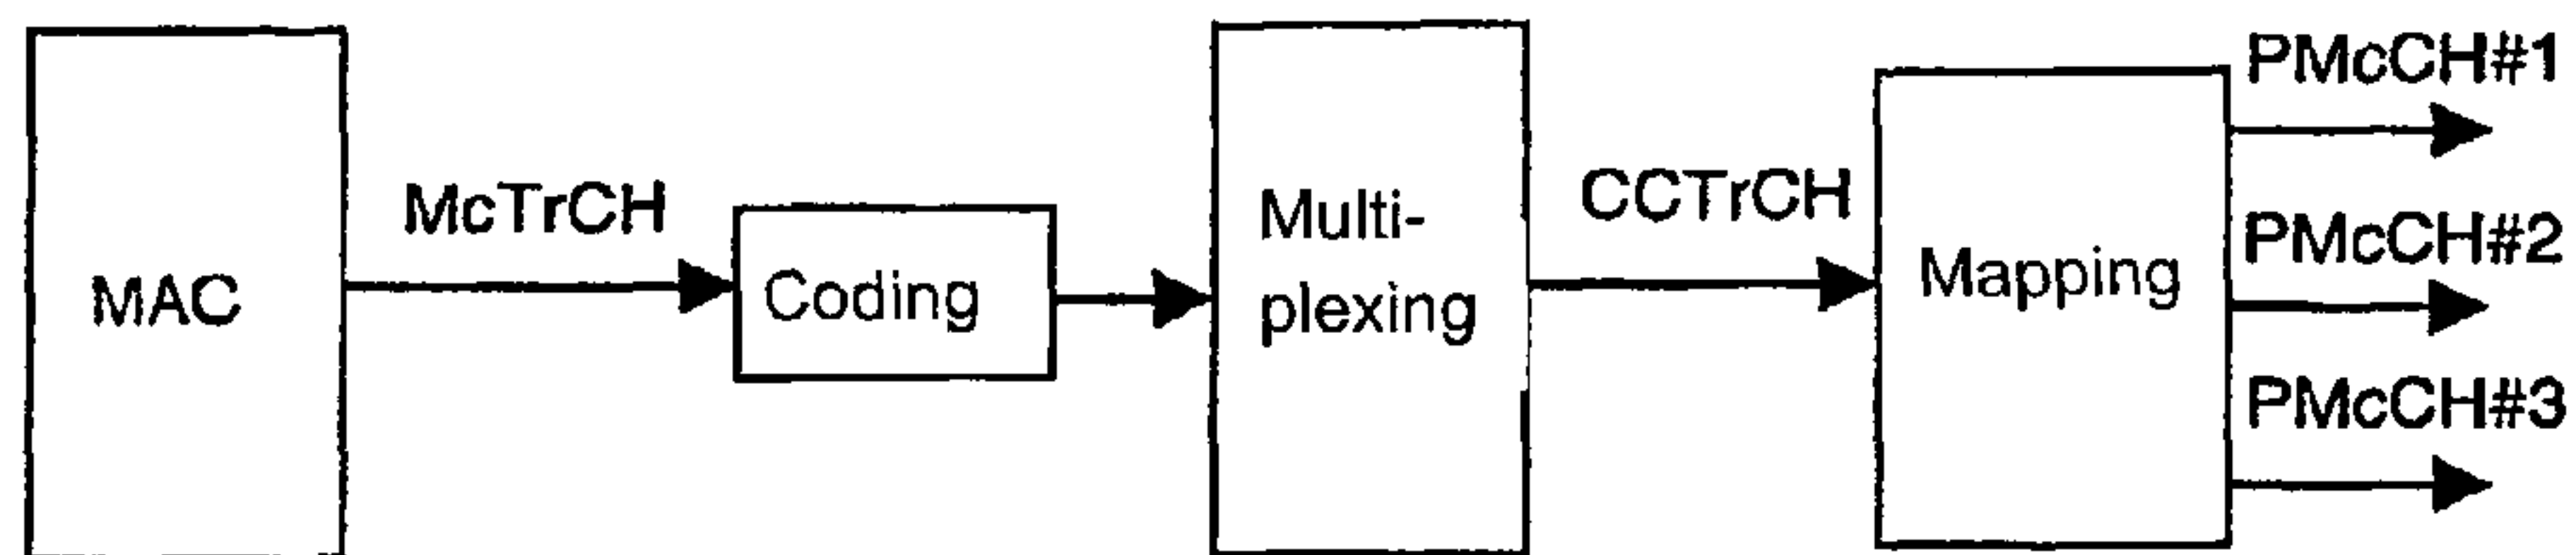 MAC
McTrCH
Coding
Multi-
plexing
CCTrCH
Mapping
PMcCH#1
PMcCH#2
PMcCH#3